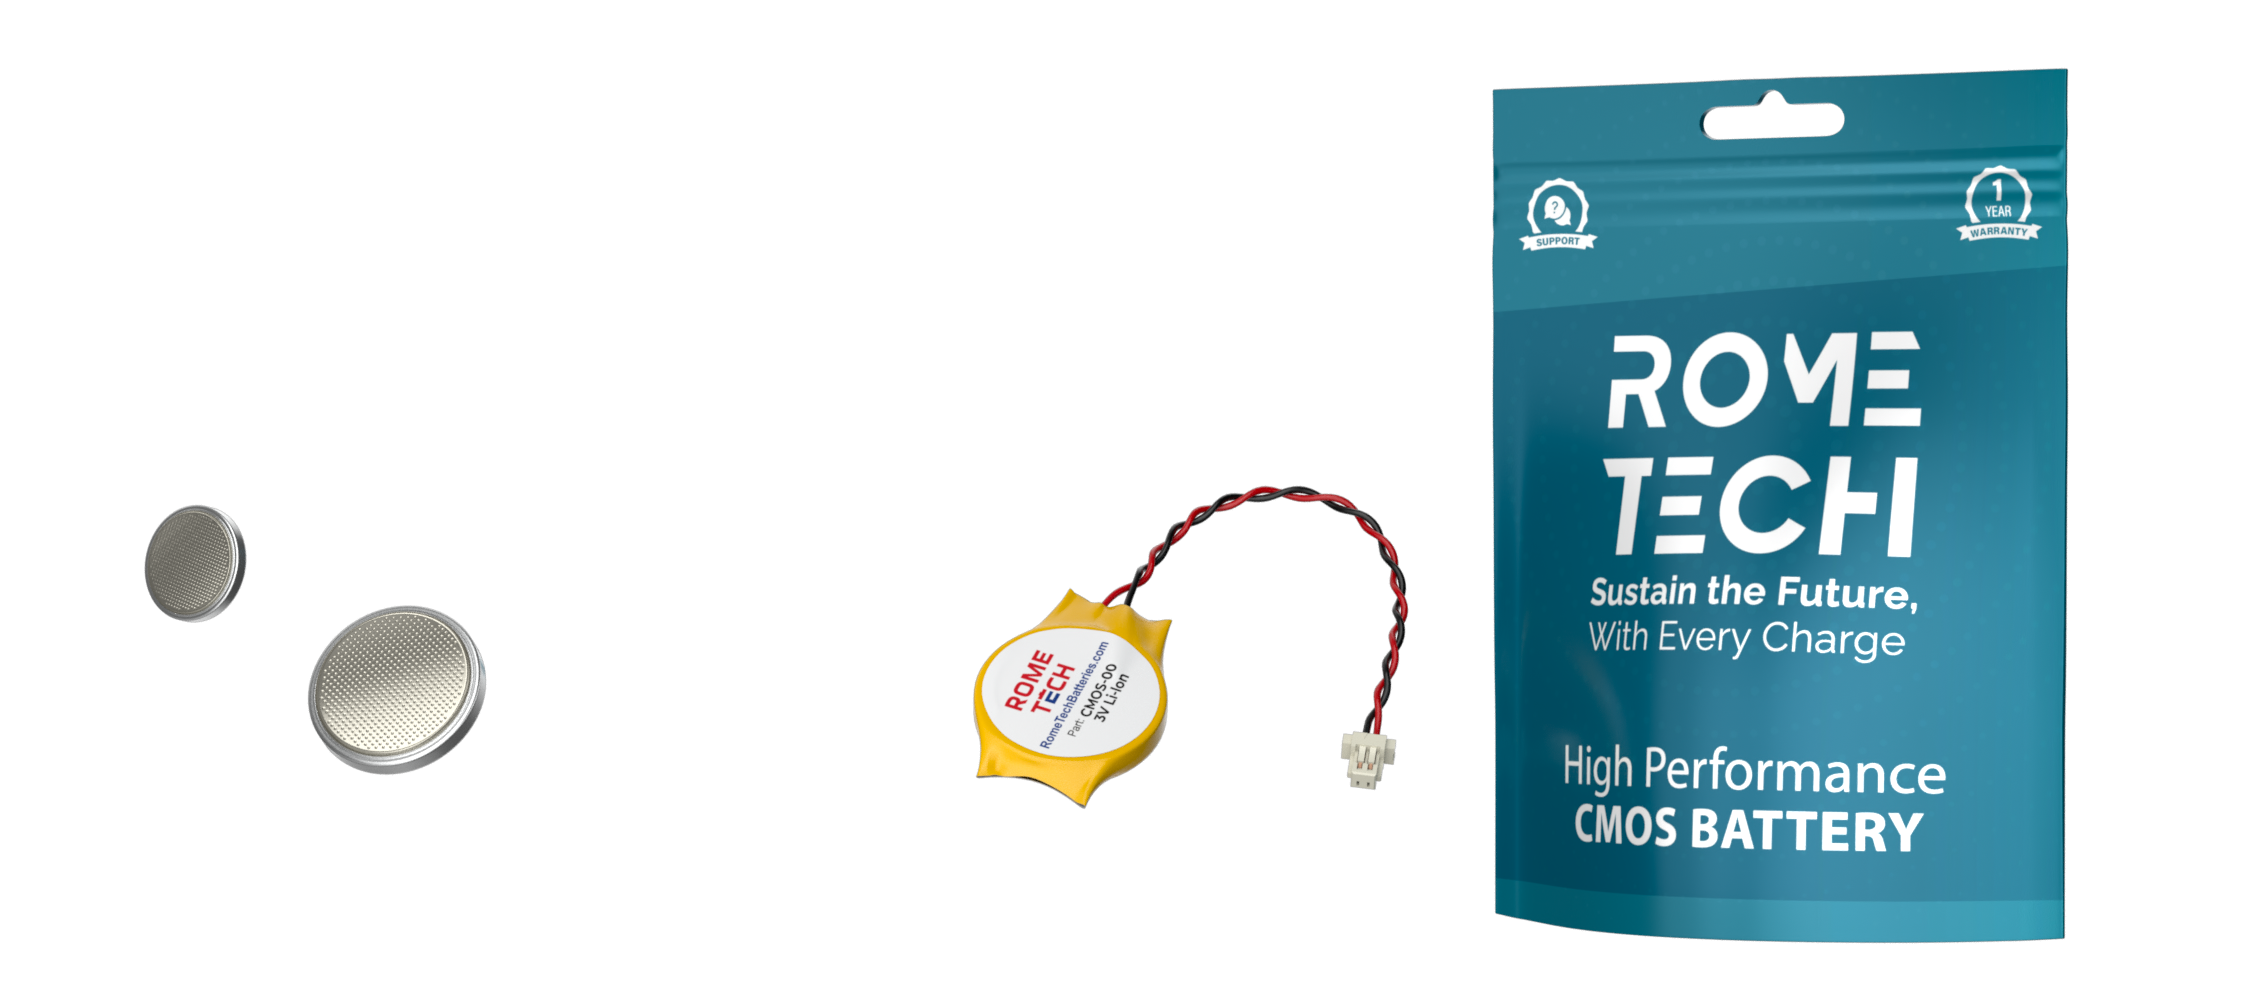 ROME
TECH
RomeTechBatteries.com
Part: CMOS-00
3V Li-Ion
?
SUPPORT
1
YEAR
WARRANTY
ROME
TECH
Sustain the Future,
With Every Charge
High Performance
CMOS BATTERY